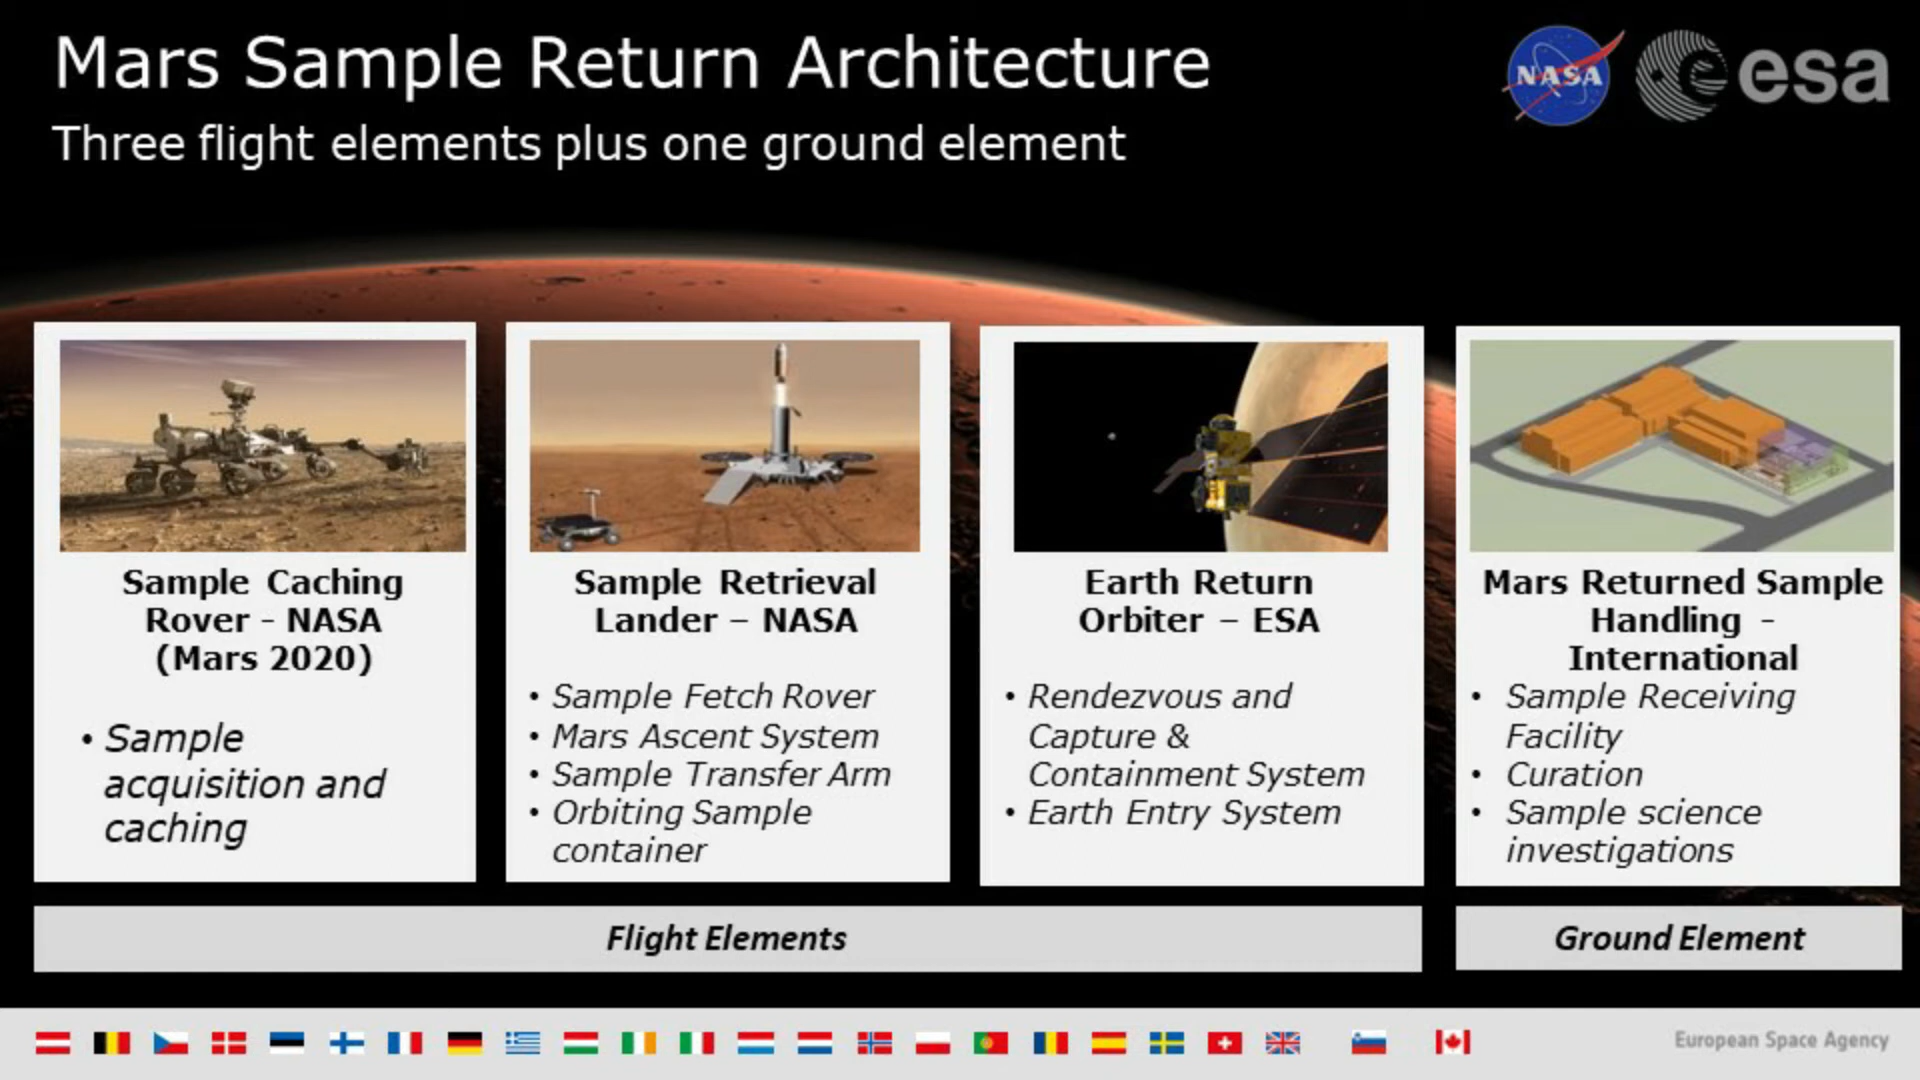 Mars Sample Return Architecture
Three flight elements plus one ground element
NASA
esa
Sample Caching
Rover - NASA
(Mars 2020)
• Sample
acquisition and
caching
Sample Retrieval
Lander – NASA
• Sample Fetch Rover
• Mars Ascent System
• Sample Transfer Arm
• Orbiting Sample
container
Earth Return
Orbiter – ESA
• Rendezvous and
Capture &
Containment System
• Earth Entry System
Mars Returned Sample
Handling -
International
• Sample Receiving
Facility
• Curation
• Sample science
investigations
Flight Elements
Ground Element
European Space Agency